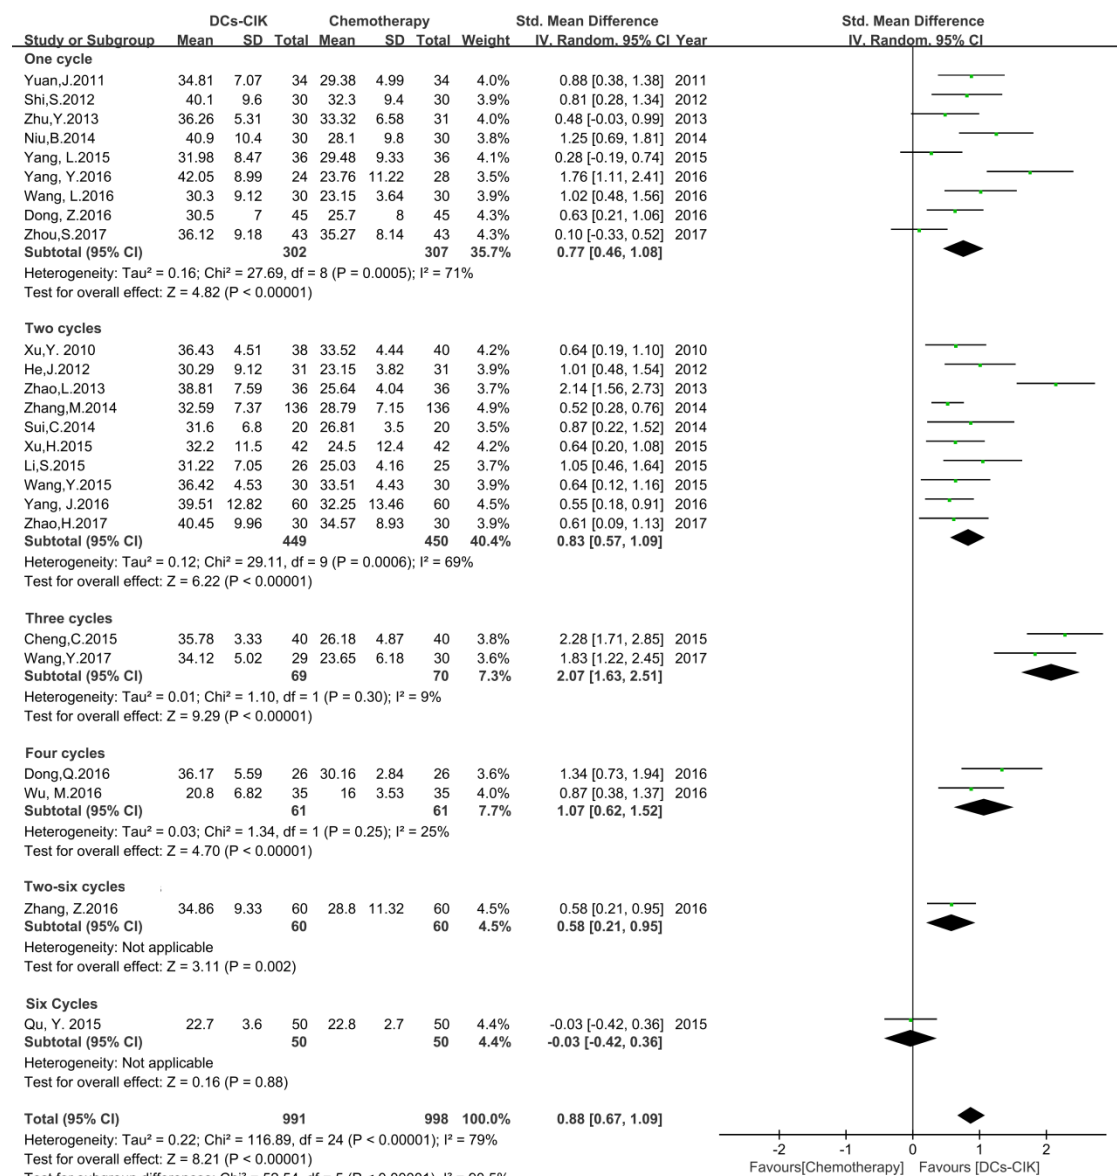 DCs-CIK Chemotherapy Std. Mean Difference Std. Mean Difference
Study or Subgroup Mean SD Total Mean SD Total Weight IV, Random, 95% CI Year IV, Random, 95% CI
One cycle
Yuan,J.2011 34.81 7.07 34 29.38 4.99 34 4.0% 0.88 [0.38, 1.38] 2011
Shi,S.2012 40.1 9.6 30 32.3 9.4 30 3.9% 0.81 [0.28, 1.34] 2012
Zhu,Y.2013 36.26 5.31 30 33.32 6.58 31 4.0% 0.48 [-0.03, 0.99] 2013
Niu,B.2014 40.9 10.4 30 28.1 9.8 30 3.8% 1.25 [0.69, 1.81] 2014
Yang, L.2015 31.98 8.47 36 29.48 9.33 36 4.1% 0.28 [-0.19, 0.74] 2015
Yang, Y.2016 42.05 8.99 24 23.76 11.22 28 3.5% 1.76 [1.11, 2.41] 2016
Wang, L.2016 30.3 9.12 30 23.15 3.64 30 3.9% 1.02 [0.48, 1.56] 2016
Dong, Z.2016 30.5 7 45 25.7 8 45 4.3% 0.63 [0.21, 1.06] 2016
Zhou,S.2017 36.12 9.18 43 35.27 8.14 43 4.3% 0.10 [-0.33, 0.52] 2017
Subtotal (95% CI) 302 307 35.7% 0.77 [0.46, 1.08]
Heterogeneity: Tau² = 0.16; Chi² = 27.69, df = 8 (P = 0.0005); I² = 71%
Test for overall effect: Z = 4.82 (P < 0.00001)
Two cycles
Xu,Y. 2010 36.43 4.51 38 33.52 4.44 40 4.2% 0.64 [0.19, 1.10] 2010
He,J.2012 30.29 9.12 31 23.15 3.82 31 3.9% 1.01 [0.48, 1.54] 2012
Zhao,L.2013 38.81 7.59 36 25.64 4.04 36 3.7% 2.14 [1.56, 2.73] 2013
Zhang,M.2014 32.59 7.37 136 28.79 7.15 136 4.9% 0.52 [0.28, 0.76] 2014
Sui,C.2014 31.6 6.8 20 26.81 3.5 20 3.5% 0.87 [0.22, 1.52] 2014
Xu,H.2015 32.2 11.5 42 24.5 12.4 42 4.2% 0.64 [0.20, 1.08] 2015
Li,S.2015 31.22 7.05 26 25.03 4.16 25 3.7% 1.05 [0.46, 1.64] 2015
Wang,Y.2015 36.42 4.53 30 33.51 4.43 30 4.0% 0.64 [0.12, 1.16] 2015
Yang, J.2016 39.51 12.82 60 32.25 13.46 60 4.5% 0.55 [0.18, 0.91] 2016
Zhao,H.2017 40.45 9.96 30 34.57 8.93 30 3.9% 0.61 [0.09, 1.13] 2017
Subtotal (95% CI) 449 450 40.4% 0.83 [0.57, 1.09]
Heterogeneity: Tau² = 0.12; Chi² = 29.11, df = 9 (P = 0.0006); I² = 69%
Test for overall effect: Z = 6.22 (P < 0.00001)
Three cycles
Cheng,C.2015 35.78 3.33 40 26.18 4.87 40 3.8% 2.28 [1.71, 2.85] 2015
Wang,Y.2017 34.12 5.02 29 23.65 6.18 30 3.6% 1.83 [1.22, 2.45] 2017
Subtotal (95% CI) 69 70 7.3% 2.07 [1.63, 2.51]
Heterogeneity: Tau² = 0.01; Chi² = 1.10, df = 1 (P = 0.30); I² = 9%
Test for overall effect: Z = 9.29 (P < 0.00001)
Four cycles
Dong,Q.2016 36.17 5.59 26 30.16 2.84 26 3.6% 1.34 [0.73, 1.94] 2016
Wu, M.2016 20.8 6.82 35 16 3.53 35 4.0% 0.87 [0.38, 1.37] 2016
Subtotal (95% CI) 61 61 7.7% 1.07 [0.62, 1.52]
Heterogeneity: Tau² = 0.03; Chi² = 1.34, df = 1 (P = 0.25); I² = 25%
Test for overall effect: Z = 4.70 (P < 0.00001)
Two-six cycles
Zhang, Z.2016 34.86 9.33 60 28.8 11.32 60 4.5% 0.58 [0.21, 0.95] 2016
Subtotal (95% CI) 60 60 4.5% 0.58 [0.21, 0.95]
Heterogeneity: Not applicable
Test for overall effect: Z = 3.11 (P = 0.002)
Six Cycles
Qu, Y. 2015 22.7 3.6 50 22.8 2.7 50 4.4% -0.03 [-0.42, 0.36] 2015
Subtotal (95% CI) 50 50 4.4% -0.03 [-0.42, 0.36]
Heterogeneity: Not applicable
Test for overall effect: Z = 0.16 (P = 0.88)
Total (95% CI) 991 998 100.0% 0.88 [0.67, 1.09]
Heterogeneity: Tau² = 0.22; Chi² = 116.89, df = 24 (P < 0.00001); I² = 79%
Test for overall effect: Z = 8.21 (P < 0.00001)
-2 -1 0 1 2
Favours[Chemotherapy] Favours [DCs-CIK]